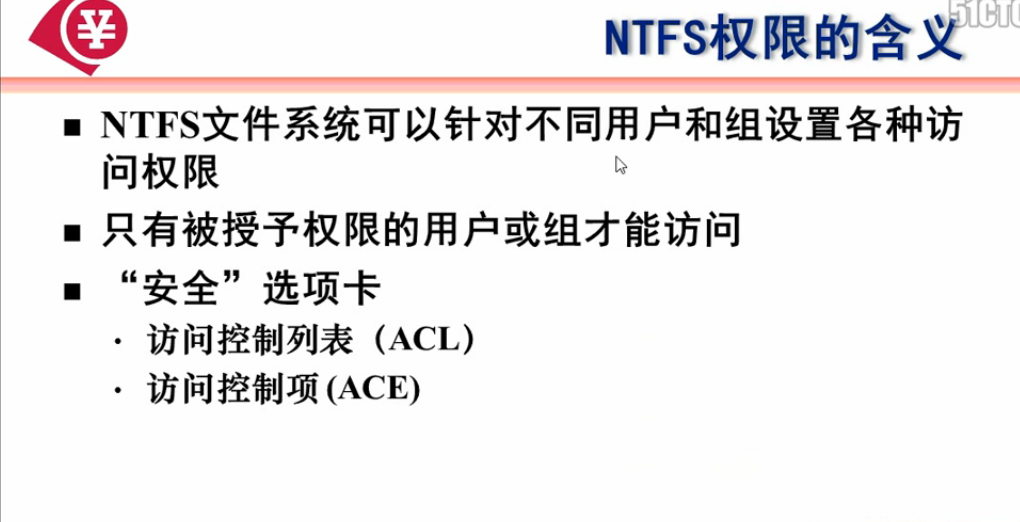 51CTO
NTFS权限的含义
■ NTFS文件系统可以针对不同用户和组设置各种访
问权限
■ 只有被授予权限的用户或组才能访问
■ “安全”选项卡
· 访问控制列表（ACL）
· 访问控制项(ACE)